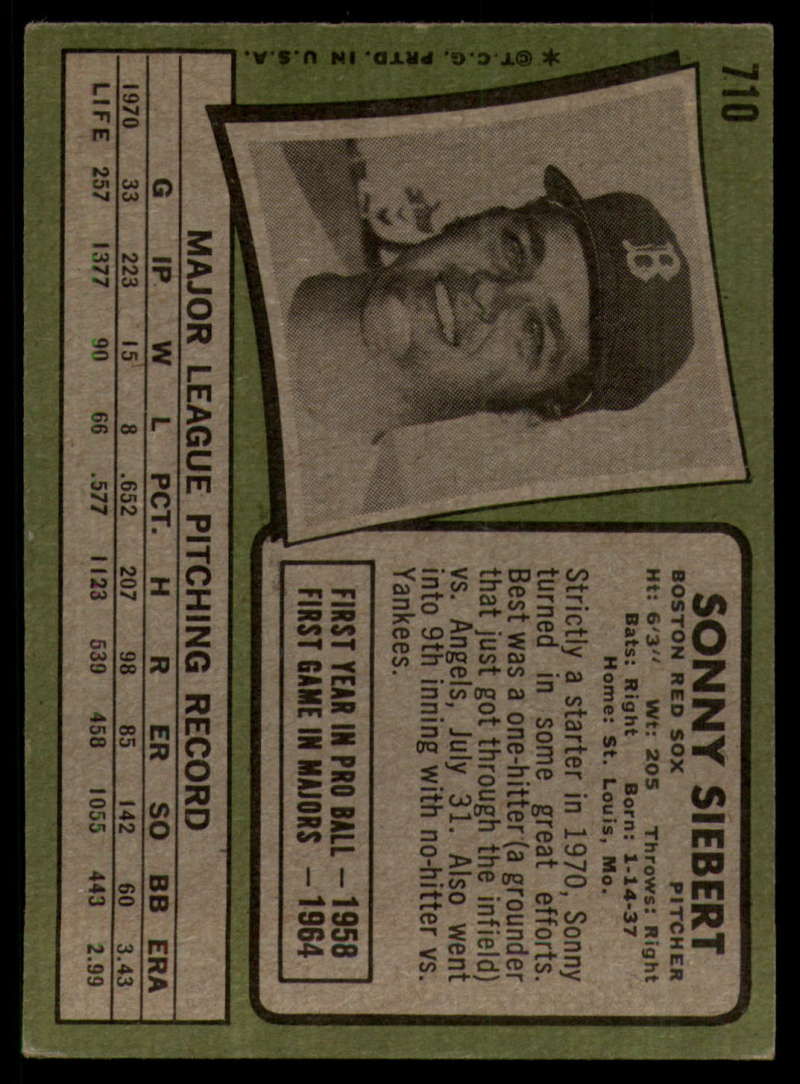 710
✶©T.C.G. PRTD. IN U.S.A.
B
SONNY SIEBERT
BOSTON RED SOX PITCHER
Ht: 6'3" Wt: 205 Throws: Right
Bats: Right Born: 1-14-37
Home: St. Louis, Mo.
Strictly a starter in 1970, Sonny
turned in some great efforts.
Best was a one-hitter (a grounder
that just got through the infield)
vs. Angels, July 31. Also went
into 9th inning with no-hitter vs.
Yankees.
FIRST YEAR IN PRO BALL — 1958
FIRST GAME IN MAJORS — 1964
MAJOR LEAGUE PITCHING RECORD
G IP W L PCT. H R ER SO BB ERA
1970 33 223 15 8 .652 207 98 85 142 60 3.43
LIFE 257 1377 90 66 .577 1123 530 458 1055 443 2.99